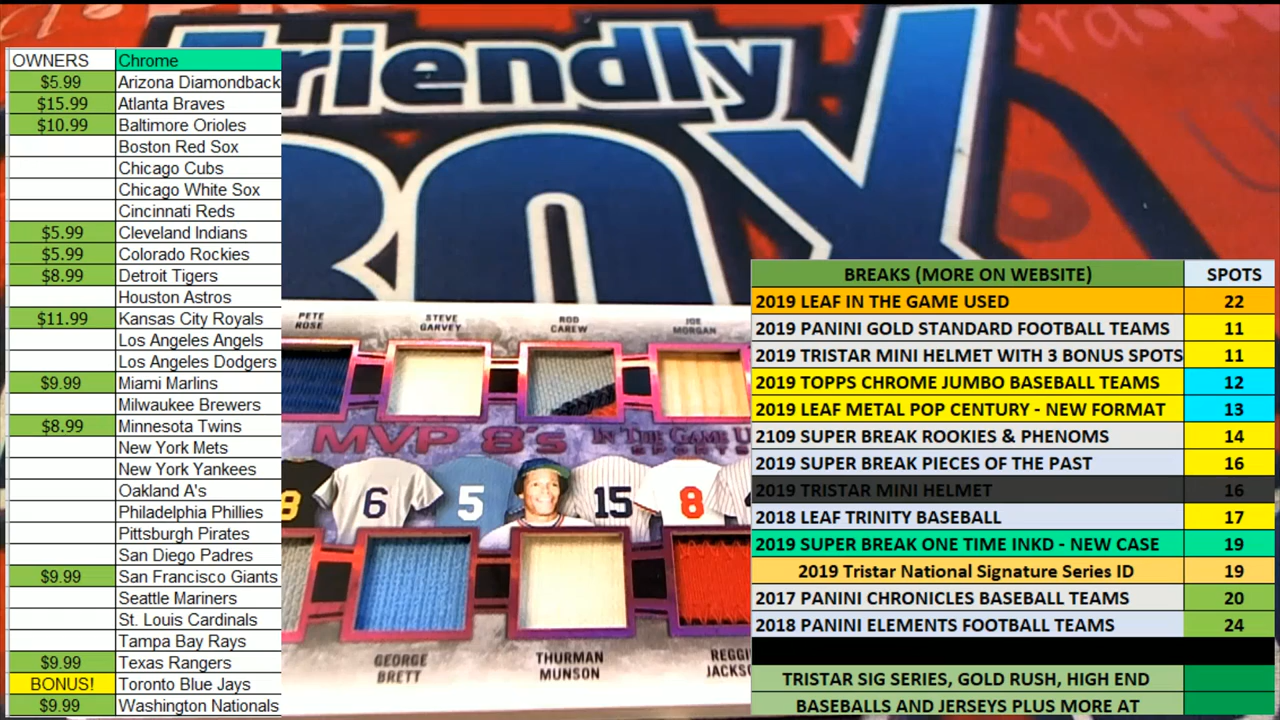 Friendly
BOX
OWNERS Chrome
$5.99 Arizona Diamondback
$15.99 Atlanta Braves
$10.99 Baltimore Orioles
Boston Red Sox
Chicago Cubs
Chicago White Sox
Cincinnati Reds
$5.99 Cleveland Indians
$5.99 Colorado Rockies
$8.99 Detroit Tigers
Houston Astros
$11.99 Kansas City Royals
Los Angeles Angels
Los Angeles Dodgers
$9.99 Miami Marlins
Milwaukee Brewers
$8.99 Minnesota Twins
New York Mets
New York Yankees
Oakland A's
Philadelphia Phillies
Pittsburgh Pirates
San Diego Padres
$9.99 San Francisco Giants
Seattle Mariners
St. Louis Cardinals
Tampa Bay Rays
$9.99 Texas Rangers
BONUS! Toronto Blue Jays
$9.99 Washington Nationals
PETE ROSE
STEVE GARVEY
ROD CAREW
JOE MORGAN
MVP 8's IN THE GAME U
SPORTS
8 6 5 15 8
GEORGE BRETT
THURMAN MUNSON
REGGI
JACKS
BREAKS (MORE ON WEBSITE) SPOTS
2019 LEAF IN THE GAME USED 22
2019 PANINI GOLD STANDARD FOOTBALL TEAMS 11
2019 TRISTAR MINI HELMET WITH 3 BONUS SPOTS 11
2019 TOPPS CHROME JUMBO BASEBALL TEAMS 12
2019 LEAF METAL POP CENTURY - NEW FORMAT 13
2109 SUPER BREAK ROOKIES & PHENOMS 14
2019 SUPER BREAK PIECES OF THE PAST 16
2019 TRISTAR MINI HELMET 16
2018 LEAF TRINITY BASEBALL 17
2019 SUPER BREAK ONE TIME INKD - NEW CASE 19
2019 Tristar National Signature Series ID 19
2017 PANINI CHRONICLES BASEBALL TEAMS 20
2018 PANINI ELEMENTS FOOTBALL TEAMS 24
TRISTAR SIG SERIES, GOLD RUSH, HIGH END
BASEBALLS AND JERSEYS PLUS MORE AT